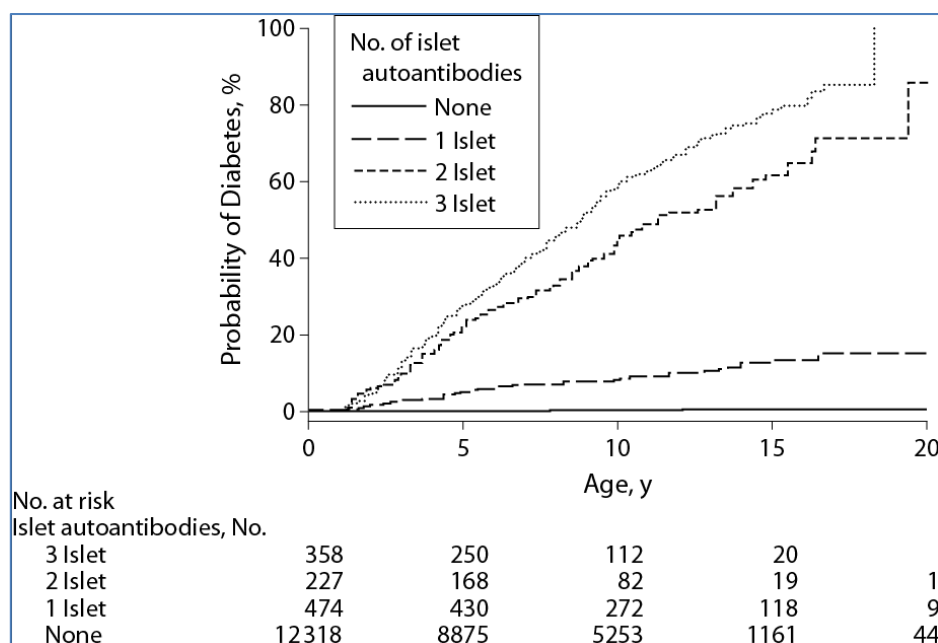 100
80
60
40
20
0
Probability of Diabetes, %
No. of islet
autoantibodies
None
1 Islet
2 Islet
3 Islet
0 5 10 15 20
Age, y
No. at risk
Islet autoantibodies, No.
3 Islet 358 250 112 20
2 Islet 227 168 82 19 1
1 Islet 474 430 272 118 9
None 12318 8875 5253 1161 44